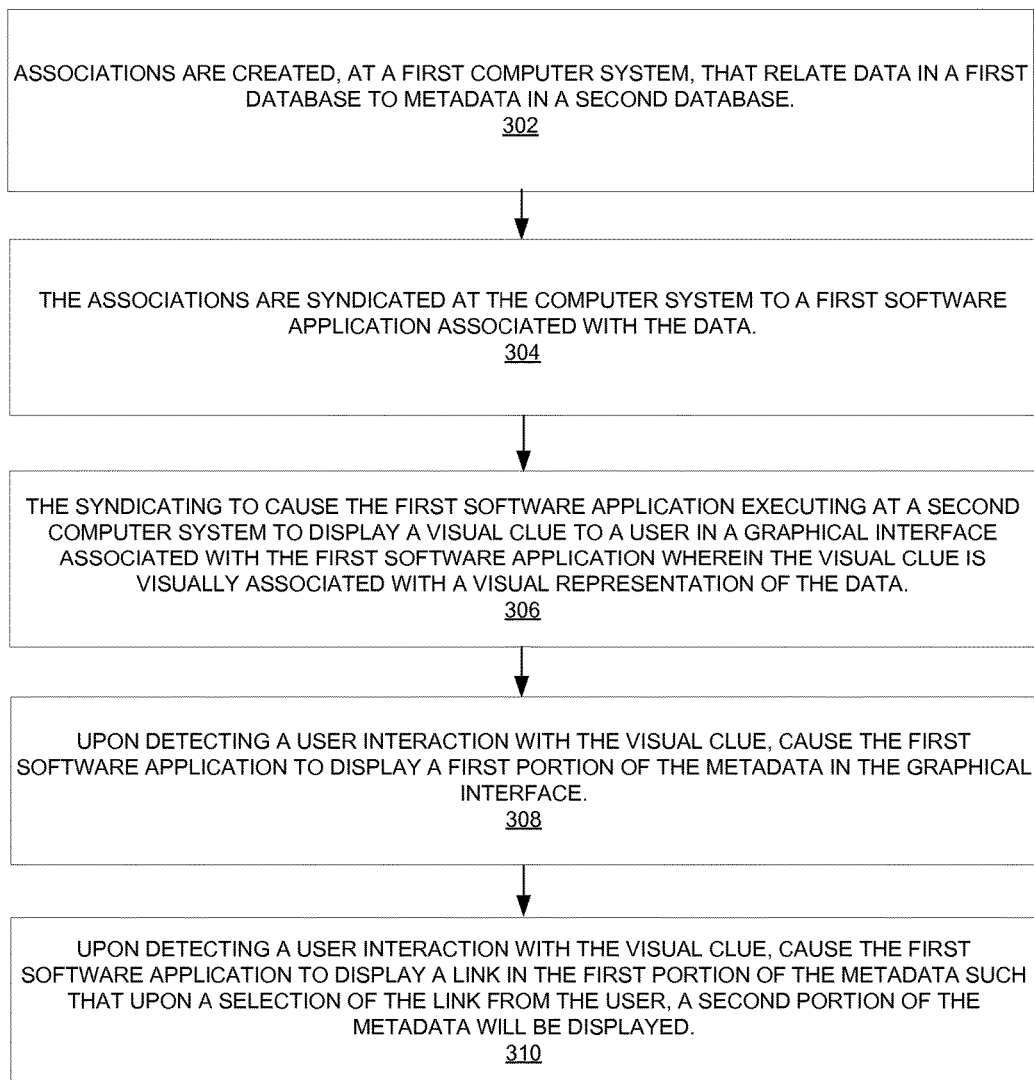 ASSOCIATIONS ARE CREATED, AT A FIRST COMPUTER SYSTEM, THAT RELATE DATA IN A FIRST
DATABASE TO METADATA IN A SECOND DATABASE.
302
THE ASSOCIATIONS ARE SYNDICATED AT THE COMPUTER SYSTEM TO A FIRST SOFTWARE
APPLICATION ASSOCIATED WITH THE DATA.
304
THE SYNDICATING TO CAUSE THE FIRST SOFTWARE APPLICATION EXECUTING AT A SECOND
COMPUTER SYSTEM TO DISPLAY A VISUAL CLUE TO A USER IN A GRAPHICAL INTERFACE
ASSOCIATED WITH THE FIRST SOFTWARE APPLICATION WHEREIN THE VISUAL CLUE IS
VISUALLY ASSOCIATED WITH A VISUAL REPRESENTATION OF THE DATA.
306
UPON DETECTING A USER INTERACTION WITH THE VISUAL CLUE, CAUSE THE FIRST
SOFTWARE APPLICATION TO DISPLAY A FIRST PORTION OF THE METADATA IN THE GRAPHICAL
INTERFACE.
308
UPON DETECTING A USER INTERACTION WITH THE VISUAL CLUE, CAUSE THE FIRST
SOFTWARE APPLICATION TO DISPLAY A LINK IN THE FIRST PORTION OF THE METADATA SUCH
THAT UPON A SELECTION OF THE LINK FROM THE USER, A SECOND PORTION OF THE
METADATA WILL BE DISPLAYED.
310